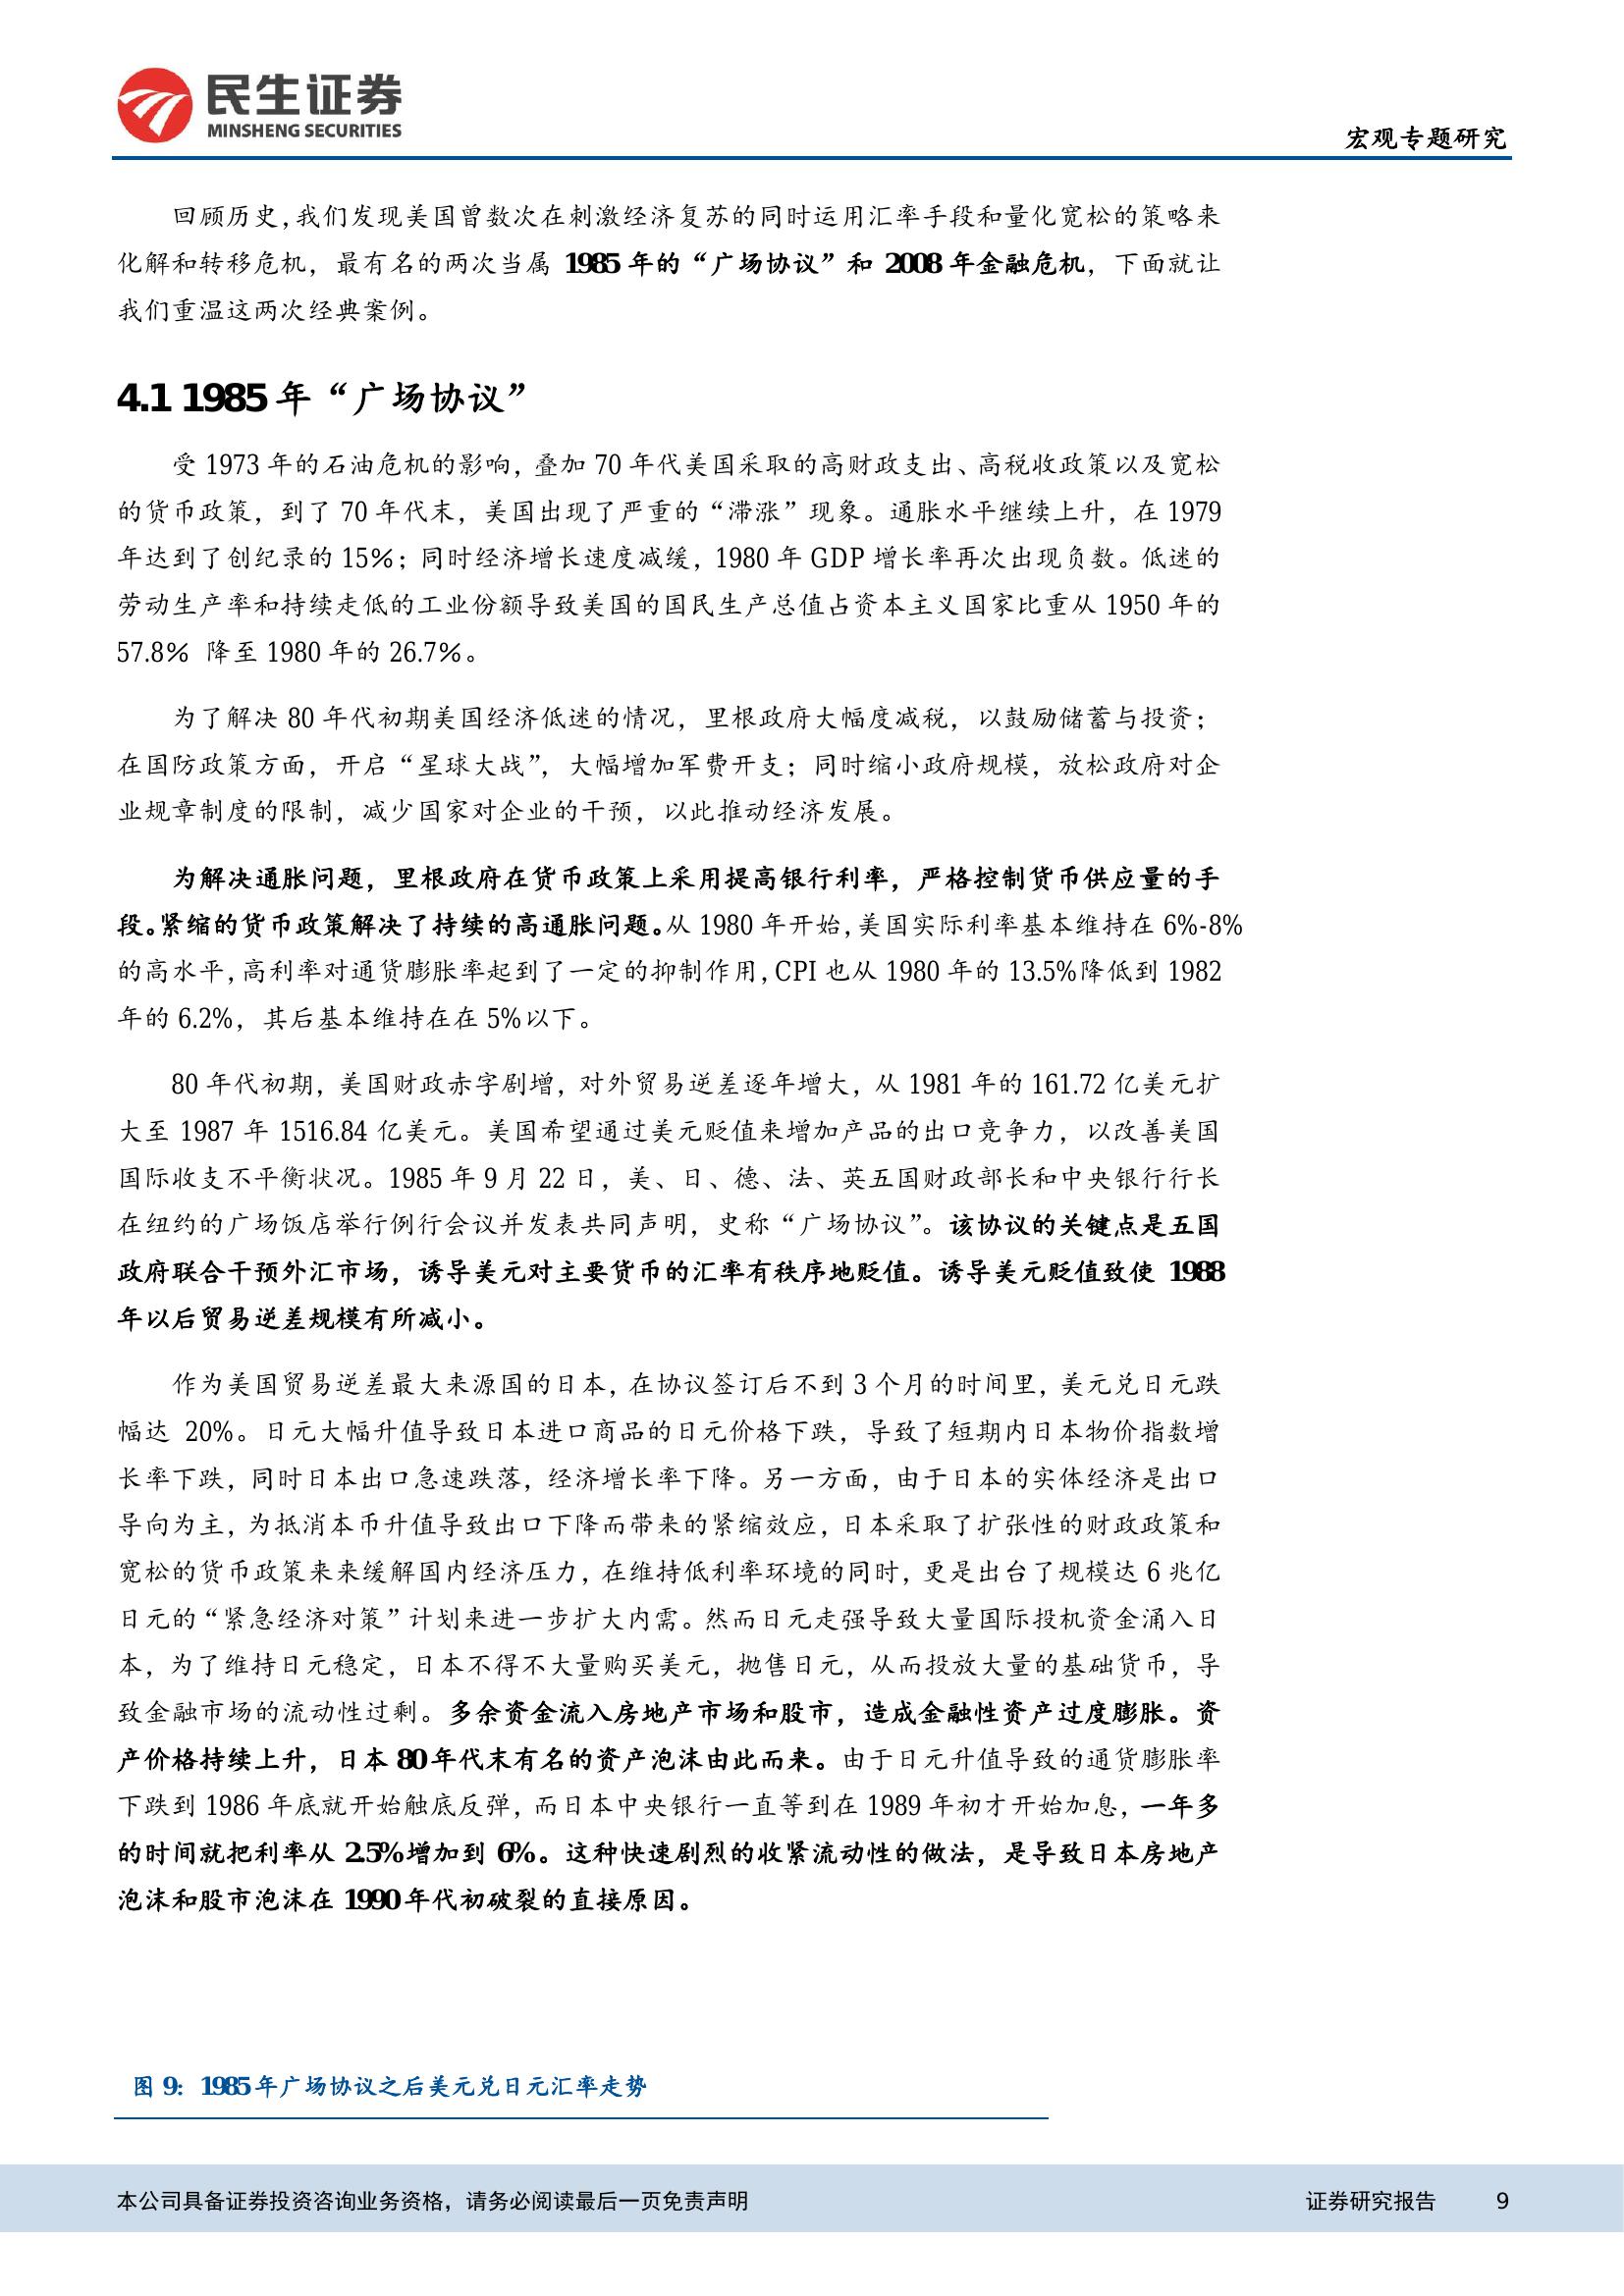 民生证券
MINSHENG SECURITIES
宏观专题研究
回顾历史,我们发现美国曾数次在刺激经济复苏的同时运用汇率手段和量化宽松的策略来
化解和转移危机，最有名的两次当属 1985 年的“广场协议”和 2008 年金融危机，下面就让
我们重温这两次经典案例。
4.1 1985 年“广场协议”
受 1973 年的石油危机的影响，叠加 70 年代美国采取的高财政支出、高税收政策以及宽松
的货币政策，到了 70 年代末，美国出现了严重的“滞涨”现象。通胀水平继续上升，在 1979
年达到了创纪录的 15%；同时经济增长速度减缓，1980 年 GDP 增长率再次出现负数。低迷的
劳动生产率和持续走低的工业份额导致美国的国民生产总值占资本主义国家比重从 1950 年的
57.8% 降至 1980 年的 26.7%。
为了解决 80 年代初期美国经济低迷的情况，里根政府大幅度减税，以鼓励储蓄与投资；
在国防政策方面，开启“星球大战”，大幅增加军费开支；同时缩小政府规模，放松政府对企
业规章制度的限制，减少国家对企业的干预，以此推动经济发展。
为解决通胀问题，里根政府在货币政策上采用提高银行利率，严格控制货币供应量的手
段。紧缩的货币政策解决了持续的高通胀问题。从 1980 年开始,美国实际利率基本维持在 6%-8%
的高水平,高利率对通货膨胀率起到了一定的抑制作用,CPI 也从 1980 年的 13.5%降低到 1982
年的 6.2%，其后基本维持在在 5%以下。
80 年代初期，美国财政赤字剧增，对外贸易逆差逐年增大，从 1981 年的 161.72 亿美元扩
大至 1987 年 1516.84 亿美元。美国希望通过美元贬值来增加产品的出口竞争力，以改善美国
国际收支不平衡状况。1985 年 9 月 22 日，美、日、德、法、英五国财政部长和中央银行行长
在纽约的广场饭店举行例行会议并发表共同声明，史称“广场协议”。该协议的关键点是五国
政府联合干预外汇市场，诱导美元对主要货币的汇率有秩序地贬值。诱导美元贬值致使 1988
年以后贸易逆差规模有所减小。
作为美国贸易逆差最大来源国的日本，在协议签订后不到 3 个月的时间里，美元兑日元跌
幅达 20%。日元大幅升值导致日本进口商品的日元价格下跌，导致了短期内日本物价指数增
长率下跌，同时日本出口急速跌落，经济增长率下降。另一方面，由于日本的实体经济是出口
导向为主，为抵消本币升值导致出口下降而带来的紧缩效应，日本采取了扩张性的财政政策和
宽松的货币政策来来缓解国内经济压力，在维持低利率环境的同时，更是出台了规模达 6 兆亿
日元的“紧急经济对策”计划来进一步扩大内需。然而日元走强导致大量国际投机资金涌入日
本，为了维持日元稳定，日本不得不大量购买美元，抛售日元，从而投放大量的基础货币，导
致金融市场的流动性过剩。多余资金流入房地产市场和股市，造成金融性资产过度膨胀。资
产价格持续上升，日本 80 年代末有名的资产泡沫由此而来。由于日元升值导致的通货膨胀率
下跌到 1986 年底就开始触底反弹，而日本中央银行一直等到在 1989 年初才开始加息，一年多
的时间就把利率从 2.5%增加到 6%。这种快速剧烈的收紧流动性的做法，是导致日本房地产
泡沫和股市泡沫在 1990 年代初破裂的直接原因。
图 9: 1985 年广场协议之后美元兑日元汇率走势
本公司具备证券投资咨询业务资格，请务必阅读最后一页免责声明 证券研究报告 9